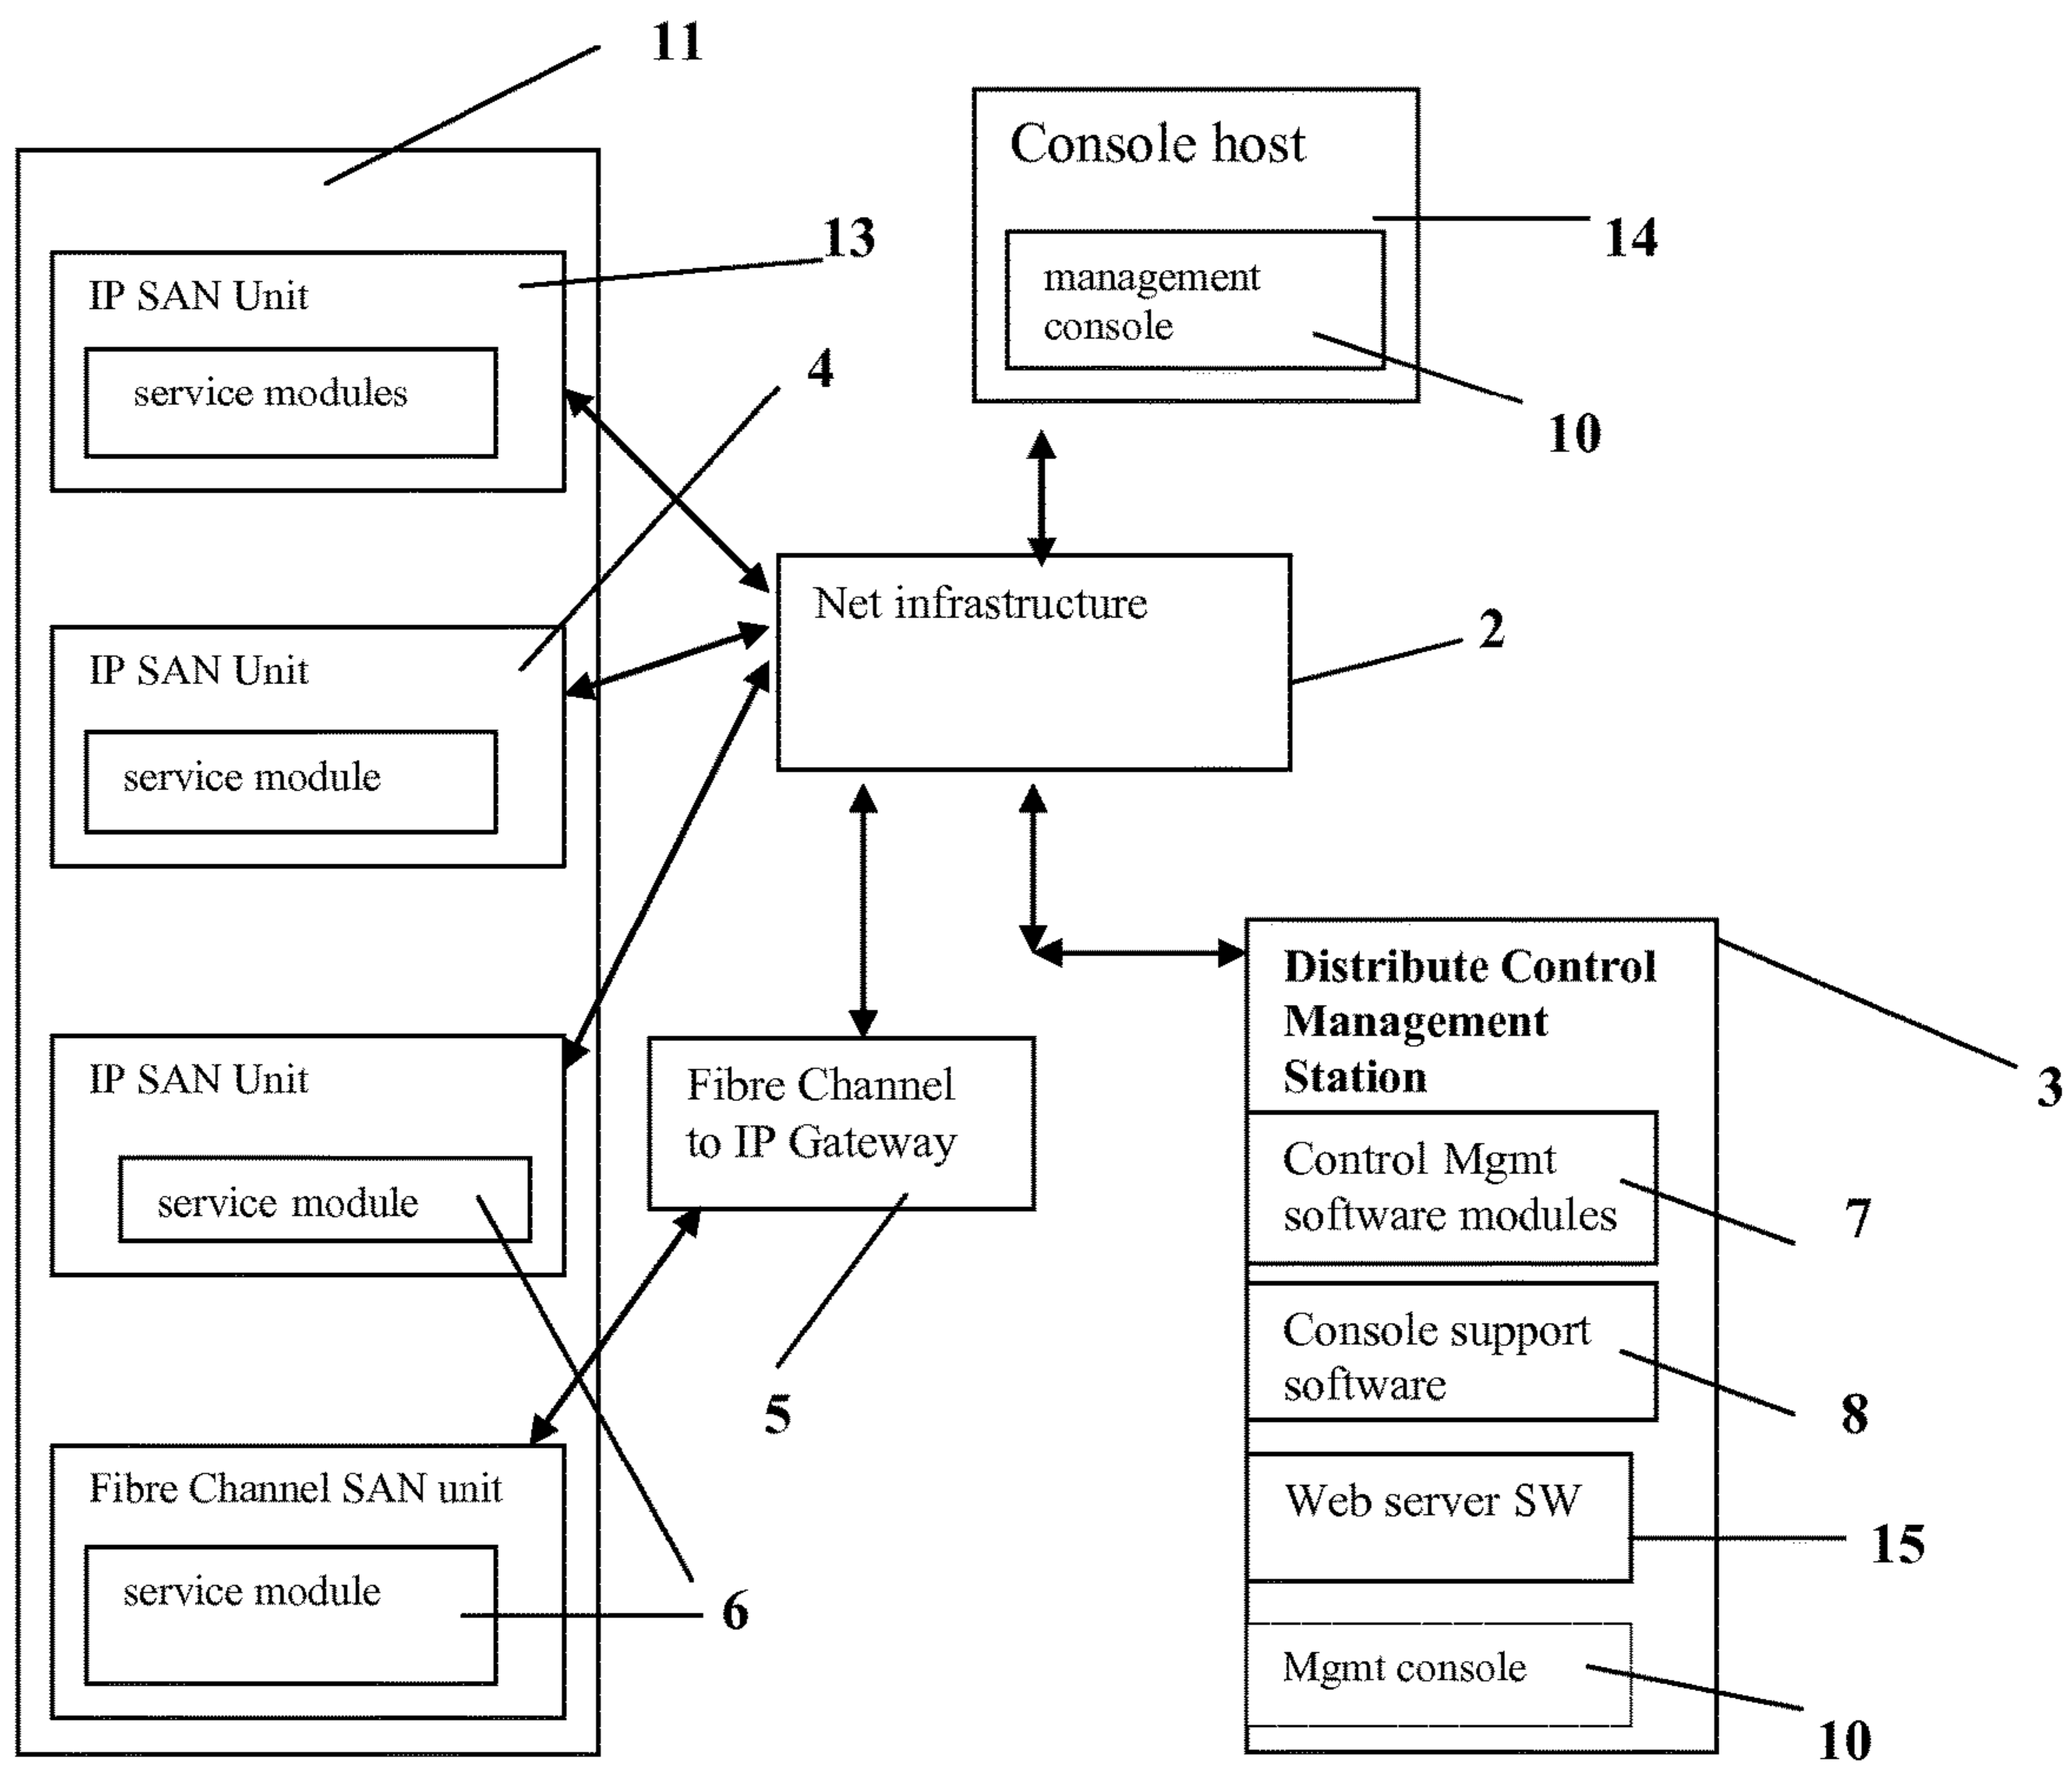 11
Console host
14
management
console
10
13
IP SAN Unit
service modules
4
IP SAN Unit
service module
Net infrastructure
2
IP SAN Unit
service module
Fibre Channel
to IP Gateway
5
Fibre Channel SAN unit
service module
6
Distribute Control
Management
Station
3
Control Mgmt
software modules
7
Console support
software
8
Web server SW
15
Mgmt console
10